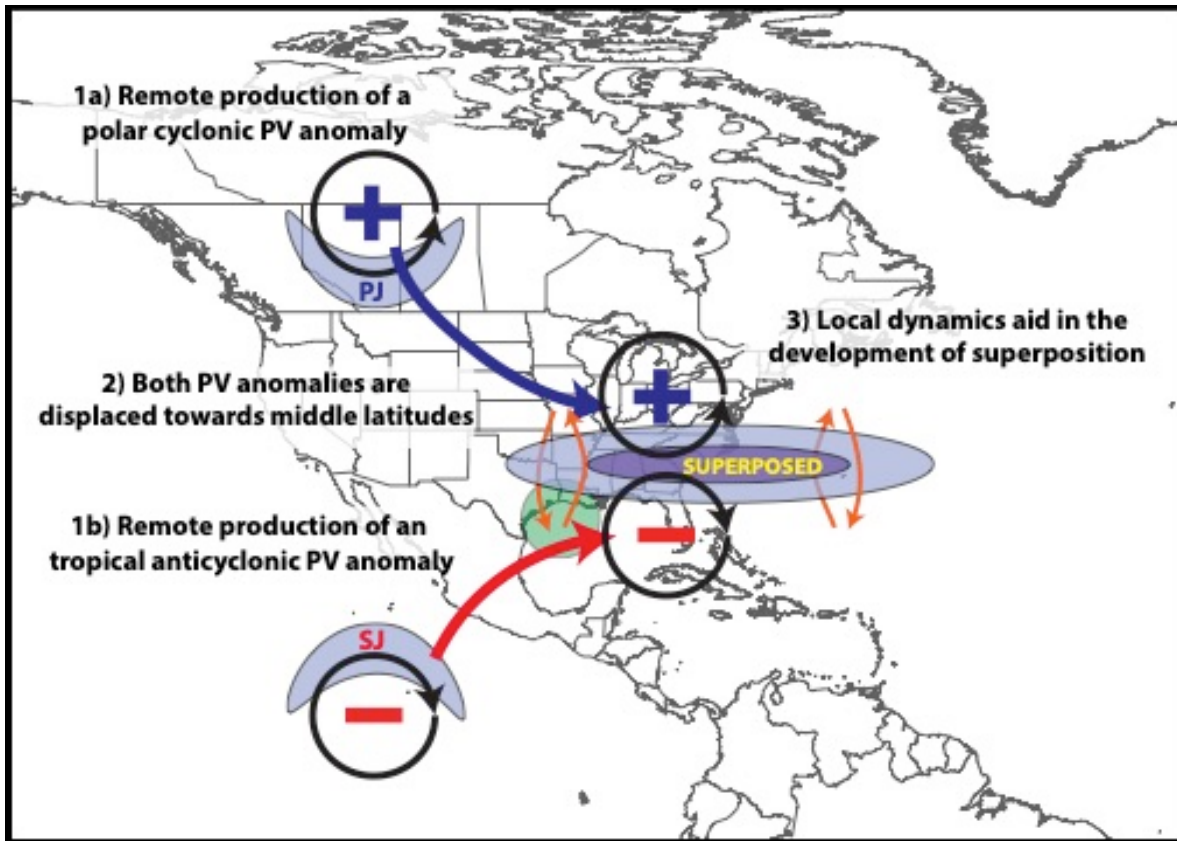 1a) Remote production of a
polar cyclonic PV anomaly
PJ
3) Local dynamics aid in the
development of superposition
2) Both PV anomalies are
displaced towards middle latitudes
SUPERPOSED
1b) Remote production of an
tropical anticyclonic PV anomaly
SJ